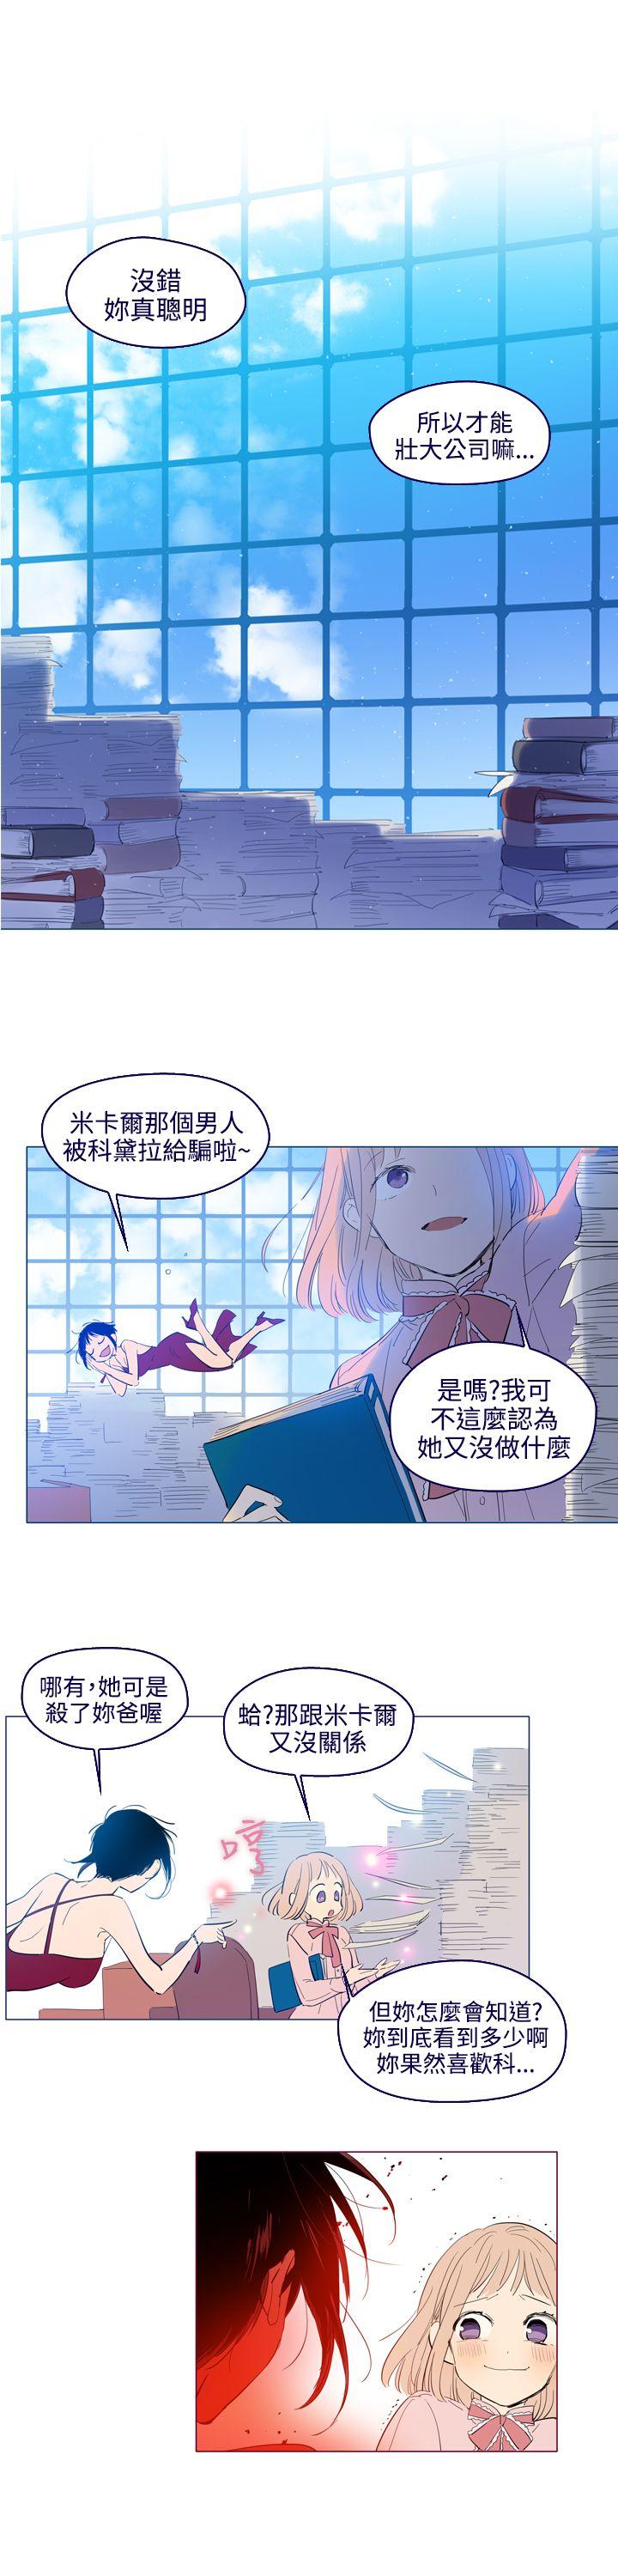 沒錯
妳真聰明
所以才能
壯大公司嘛...
米卡爾那個男人
被科黛拉給騙啦~
是嗎?我可
不這麼認為
她又沒做什麼
哪有,她可是
殺了妳爸喔
蛤?那跟米卡爾
又沒關係
哼
但妳怎麼會知道?
妳到底看到多少啊
妳果然喜歡科...